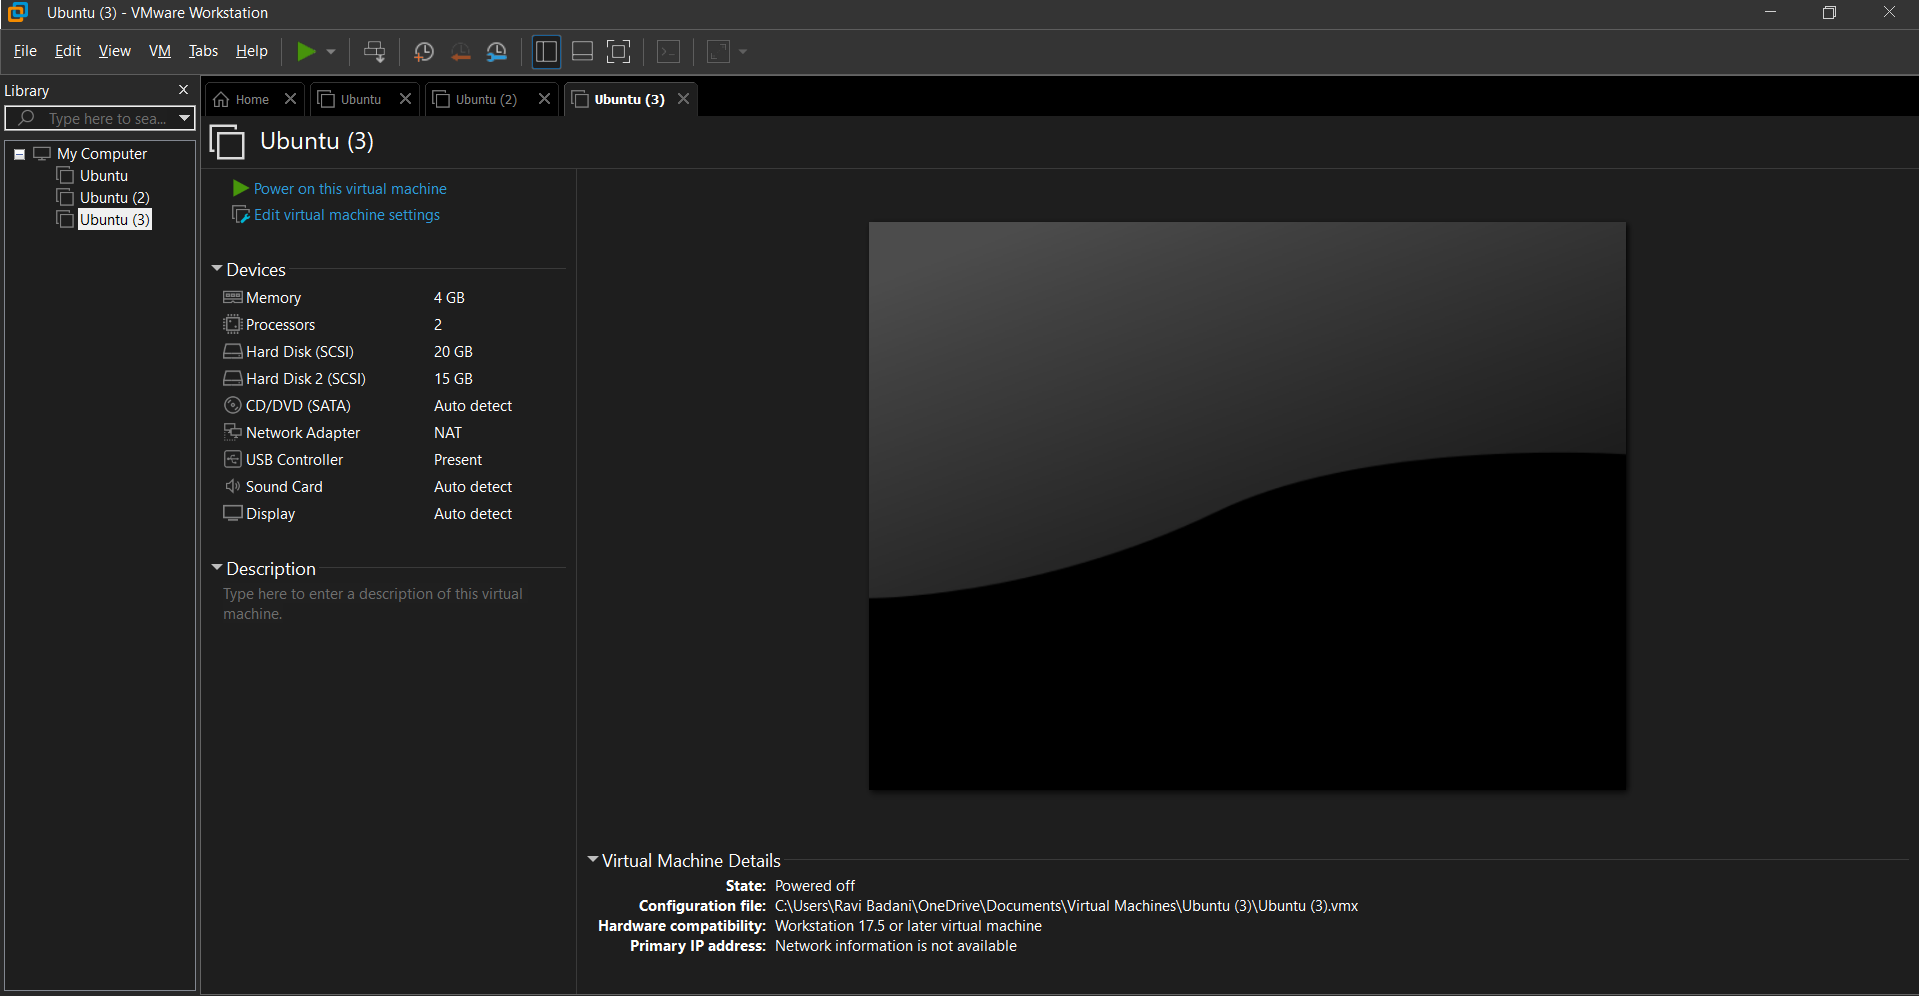 Ubuntu (3) - VMware Workstation
File Edit View VM Tabs Help
Library
Type here to sea...
My Computer
Ubuntu
Ubuntu (2)
Ubuntu (3)
Home Ubuntu Ubuntu (2) Ubuntu (3)
Ubuntu (3)
Power on this virtual machine
Edit virtual machine settings
Devices
Memory 4 GB
Processors 2
Hard Disk (SCSI) 20 GB
Hard Disk 2 (SCSI) 15 GB
CD/DVD (SATA) Auto detect
Network Adapter NAT
USB Controller Present
Sound Card Auto detect
Display Auto detect
Description
Type here to enter a description of this virtual
machine.
Virtual Machine Details
State: Powered off
Configuration file: C:\Users\Ravi Badani\OneDrive\Documents\Virtual Machines\Ubuntu (3)\Ubuntu (3).vmx
Hardware compatibility: Workstation 17.5 or later virtual machine
Primary IP address: Network information is not available